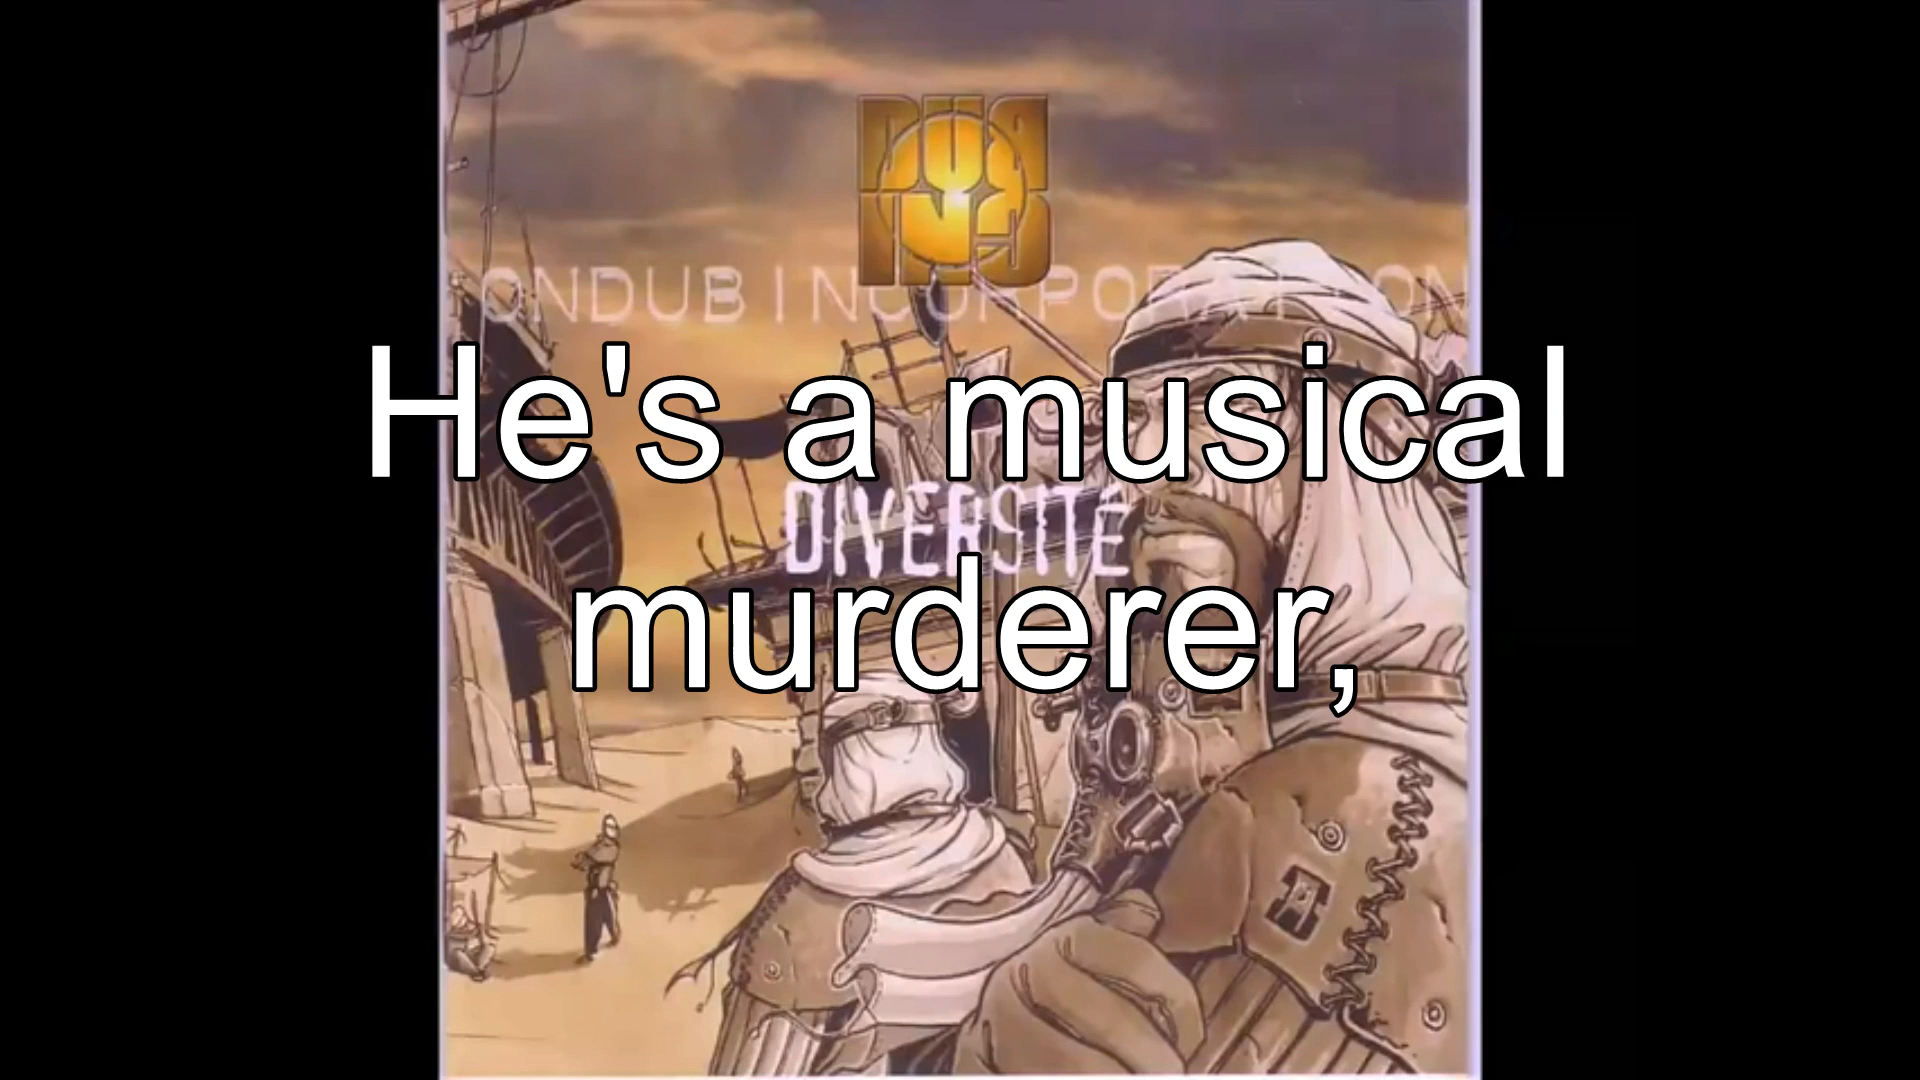 DUB
INC
DUB INCORPORATION
He's a musical
DIVERSITÉ
murderer,